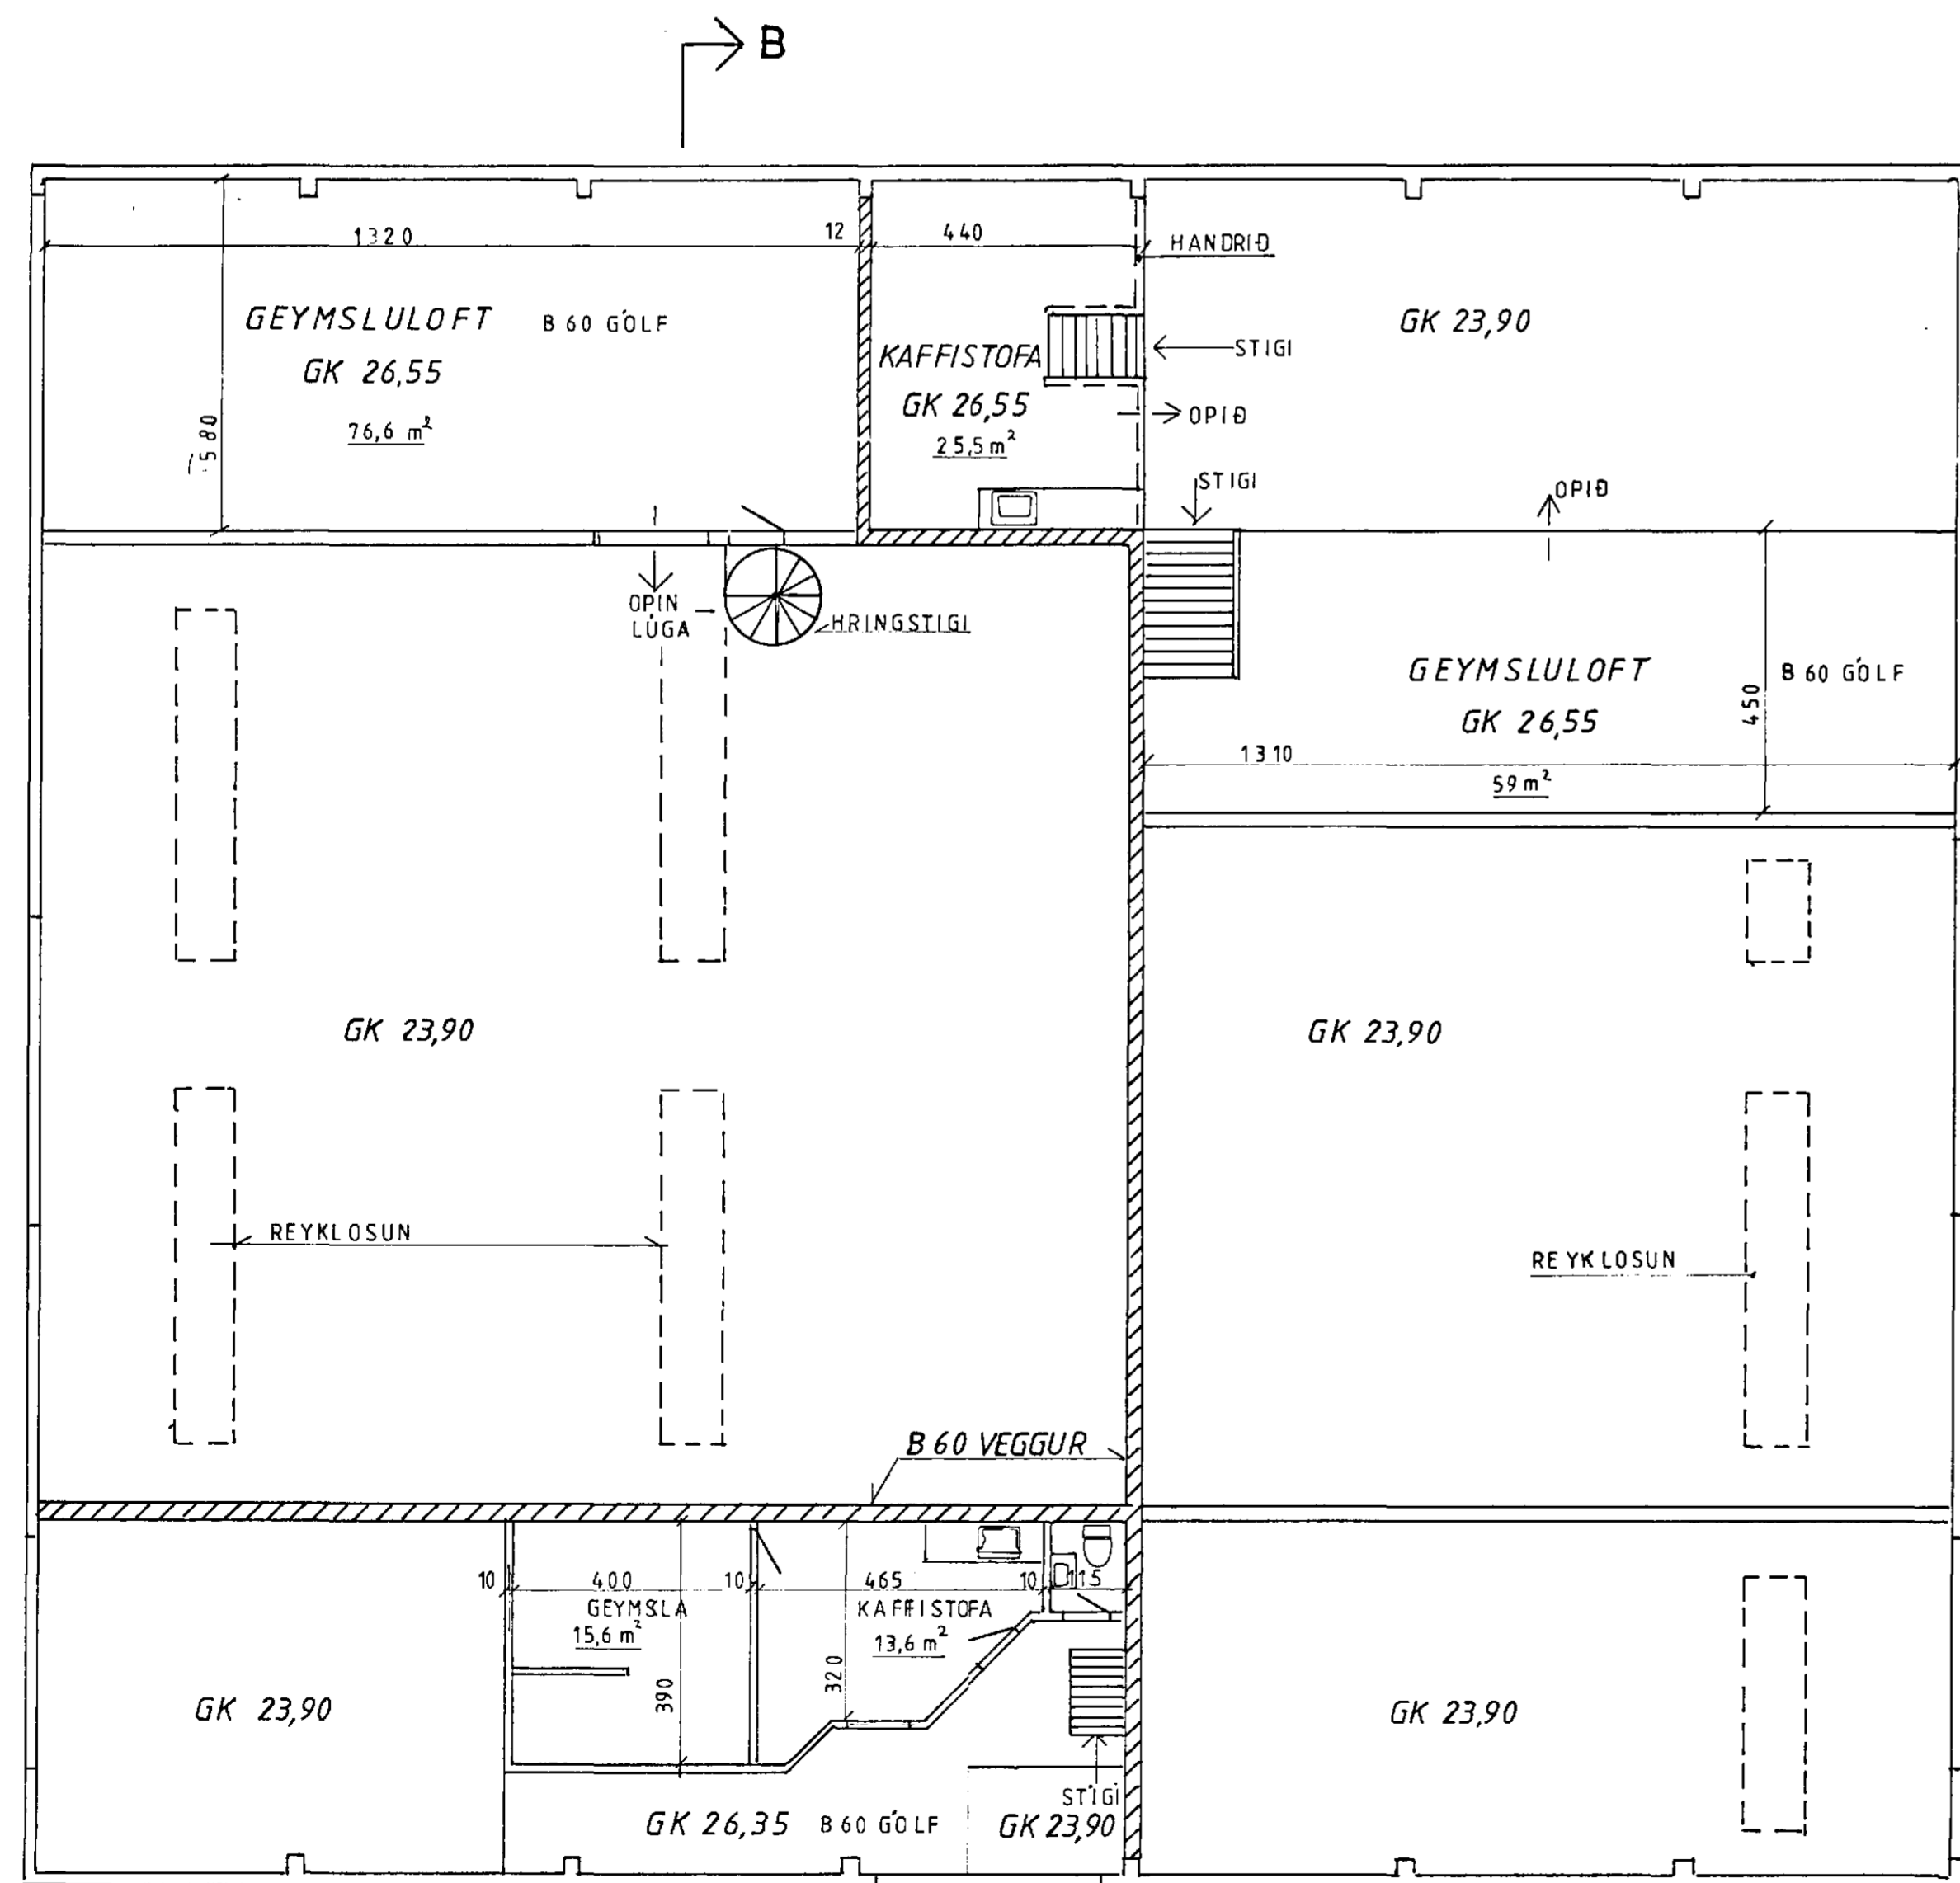 B
1320
12
440
HANDRIÐ
GEYMSLULOFT
B 60 GÓLF
GK 26,55
76,6 m²
580
KAFFISTOFA
GK 26,55
25,5 m²
GK 23,90
STIGI
OPIÐ
STIGI
OPIÐ
OPIN
LÚGA
HRINGSTIGI
GEYMSLULOFT
B 60 GÓLF
GK 26,55
450
1310
59 m²
GK 23,90
GK 23,90
REYKLOSUN
REYKLOSUN
B 60 VEGGUR
10
400
10
465
10
115
GEYMSLA
15,6 m²
KAFFISTOFA
13,6 m²
390
320
GK 23,90
GK 23,90
STIGI
GK 26,35
B 60 GÓLF
GK 23,90